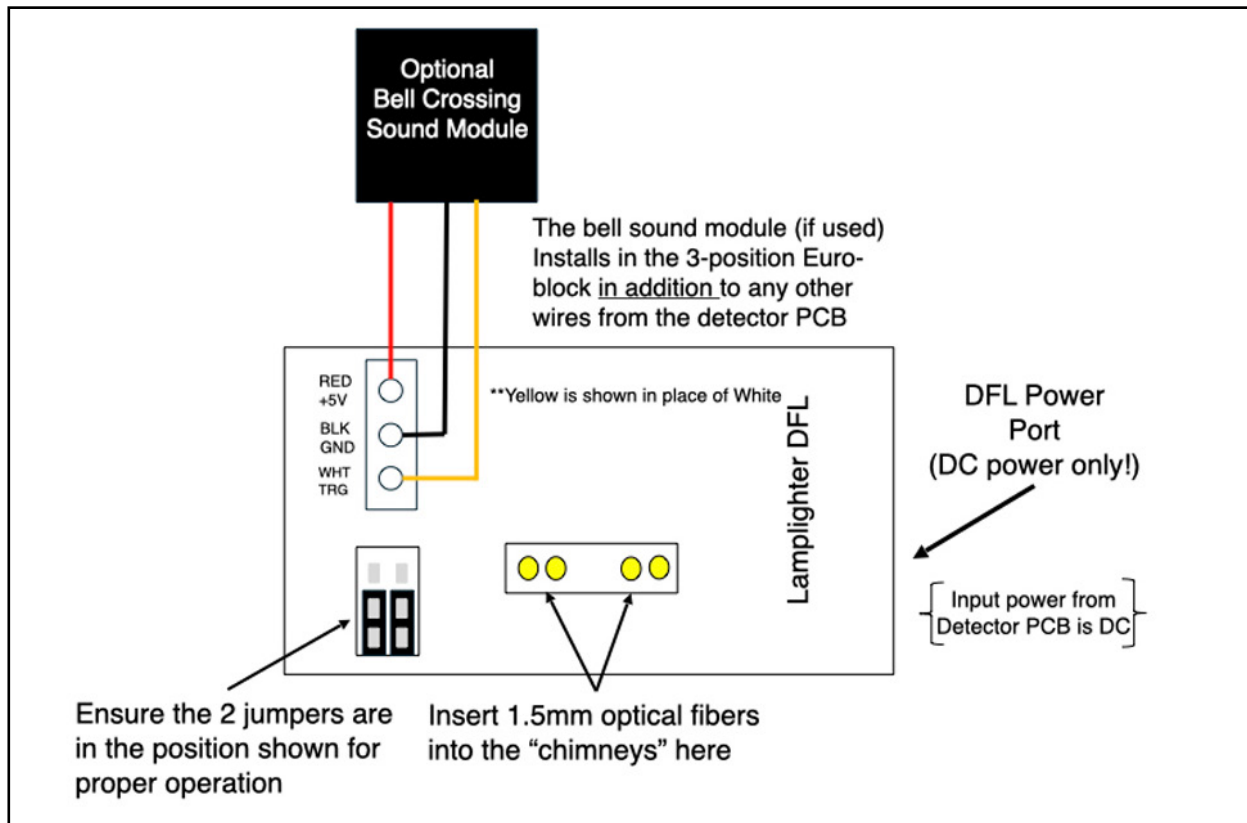 Optional
Bell Crossing
Sound Module
The bell sound module (if used)
Installs in the 3-position Euro-
block in addition to any other
wires from the detector PCB
RED
+5V
BLK
GND
WHT
TRG
**Yellow is shown in place of White
Lamplighter DFL
DFL Power
Port
(DC power only!)
Input power from
Detector PCB is DC
Ensure the 2 jumpers are
in the position shown for
proper operation
Insert 1.5mm optical fibers
into the “chimneys” here